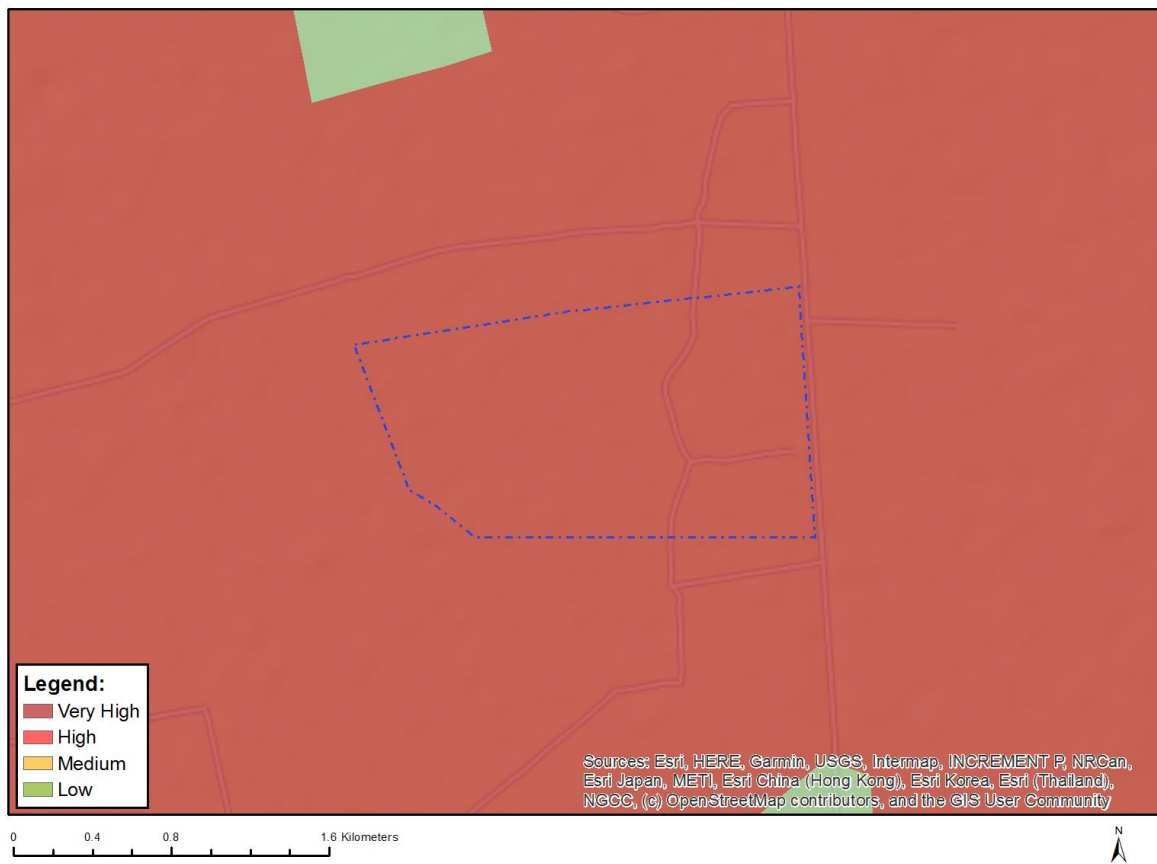 Legend:
Very High
High
Medium
Low
Sources: Esri, HERE, Garmin, USGS, Intermap, INCREMENT P, NRCan,
Esri Japan, METI, Esri China (Hong Kong), Esri Korea, Esri (Thailand),
NGCC, (c) OpenStreetMap contributors, and the GIS User Community
0 0.4 0.8 1.6 Kilometers
N